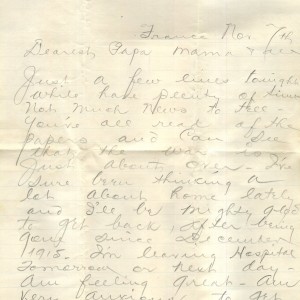 France Nov 7th
Dearest Papa Mama &
Just a few lines tonight
while I have plenty of time
Not Much News to tell -
You've all read of the
papers and Can See
that the war is
Just about over - I've
Sure been thinking a
lot about home lately
and I'll be mighty glad
to get back, after being
gone since December
1915. I'm leaving Hospital
Tomorrow or next day -
Am feeling great - Am
Very anxious to get